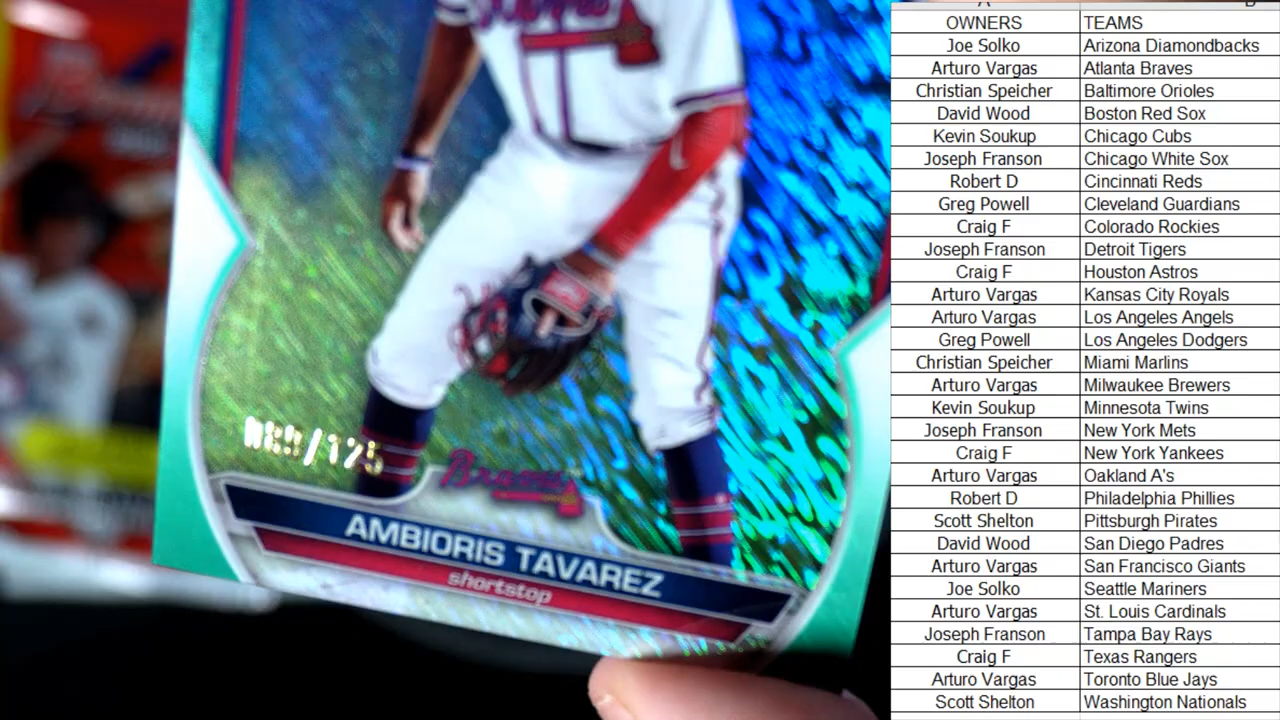 089/125
Braves
AMBIORIS TAVAREZ
shortstop
OWNERS TEAMS
Joe Solko Arizona Diamondbacks
Arturo Vargas Atlanta Braves
Christian Speicher Baltimore Orioles
David Wood Boston Red Sox
Kevin Soukup Chicago Cubs
Joseph Franson Chicago White Sox
Robert D Cincinnati Reds
Greg Powell Cleveland Guardians
Craig F Colorado Rockies
Joseph Franson Detroit Tigers
Craig F Houston Astros
Arturo Vargas Kansas City Royals
Arturo Vargas Los Angeles Angels
Greg Powell Los Angeles Dodgers
Christian Speicher Miami Marlins
Arturo Vargas Milwaukee Brewers
Kevin Soukup Minnesota Twins
Joseph Franson New York Mets
Craig F New York Yankees
Arturo Vargas Oakland A's
Robert D Philadelphia Phillies
Scott Shelton Pittsburgh Pirates
David Wood San Diego Padres
Arturo Vargas San Francisco Giants
Joe Solko Seattle Mariners
Arturo Vargas St. Louis Cardinals
Joseph Franson Tampa Bay Rays
Craig F Texas Rangers
Arturo Vargas Toronto Blue Jays
Scott Shelton Washington Nationals